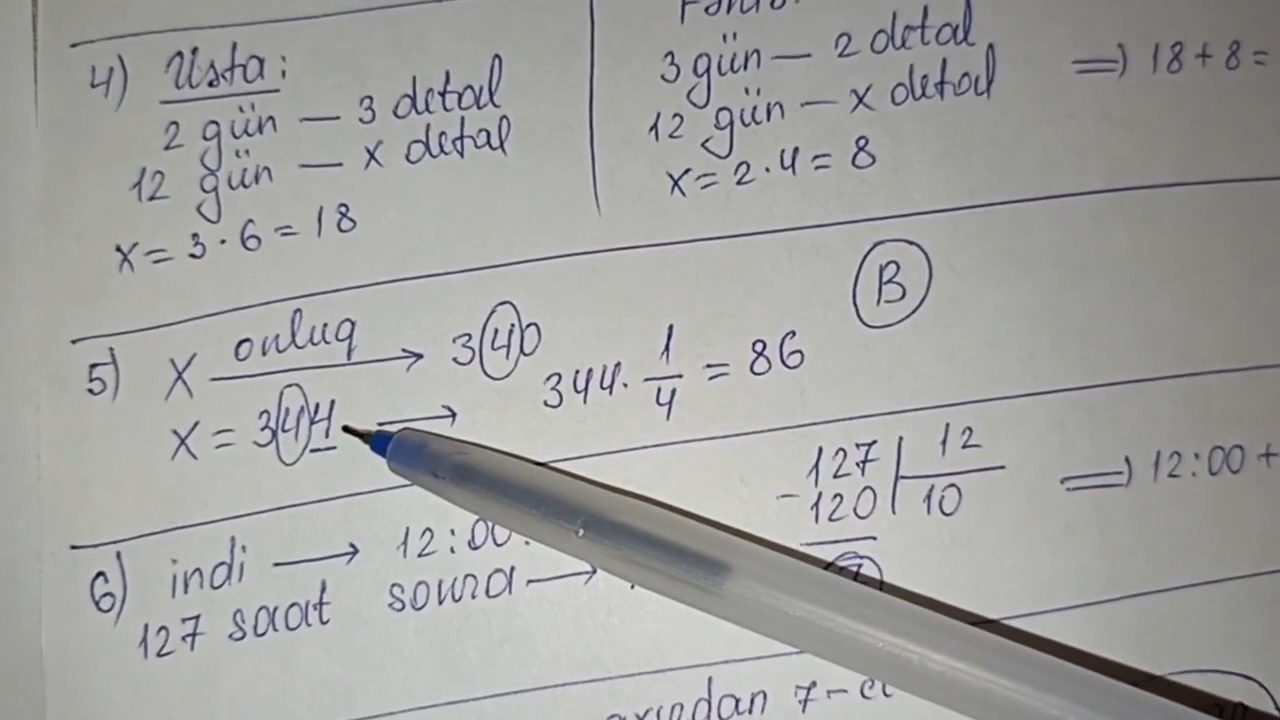 4) Usta:
2 gün — 3 detal
12 gün — x detal
x = 3 · 6 = 18
3 gün — 2 detal
12 gün — x detal
x = 2 · 4 = 8
⟹ 18 + 8 =
5) X onluq → 340
x = 344 → 344 · 1/4 = 86
B
6) indi → 12:00
127 saat sonra →
127 | 12
- 120 | 10
7
⟹ 12:00 +
7-ci